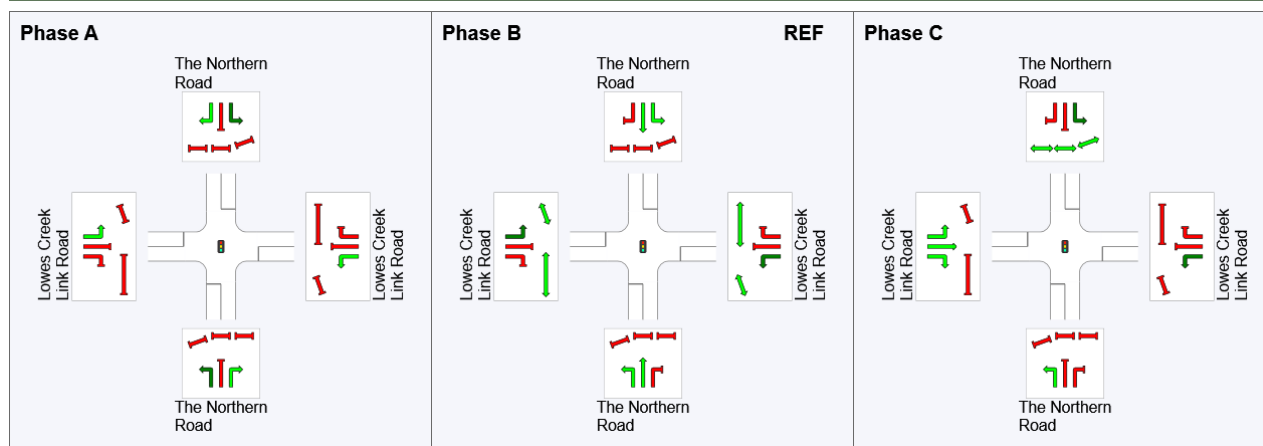 Phase A
The Northern
Road
Lowes Creek
Link Road
Lowes Creek
Link Road
The Northern
Road
Phase B
REF
The Northern
Road
Lowes Creek
Link Road
Lowes Creek
Link Road
The Northern
Road
Phase C
The Northern
Road
Lowes Creek
Link Road
Lowes Creek
Link Road
The Northern
Road